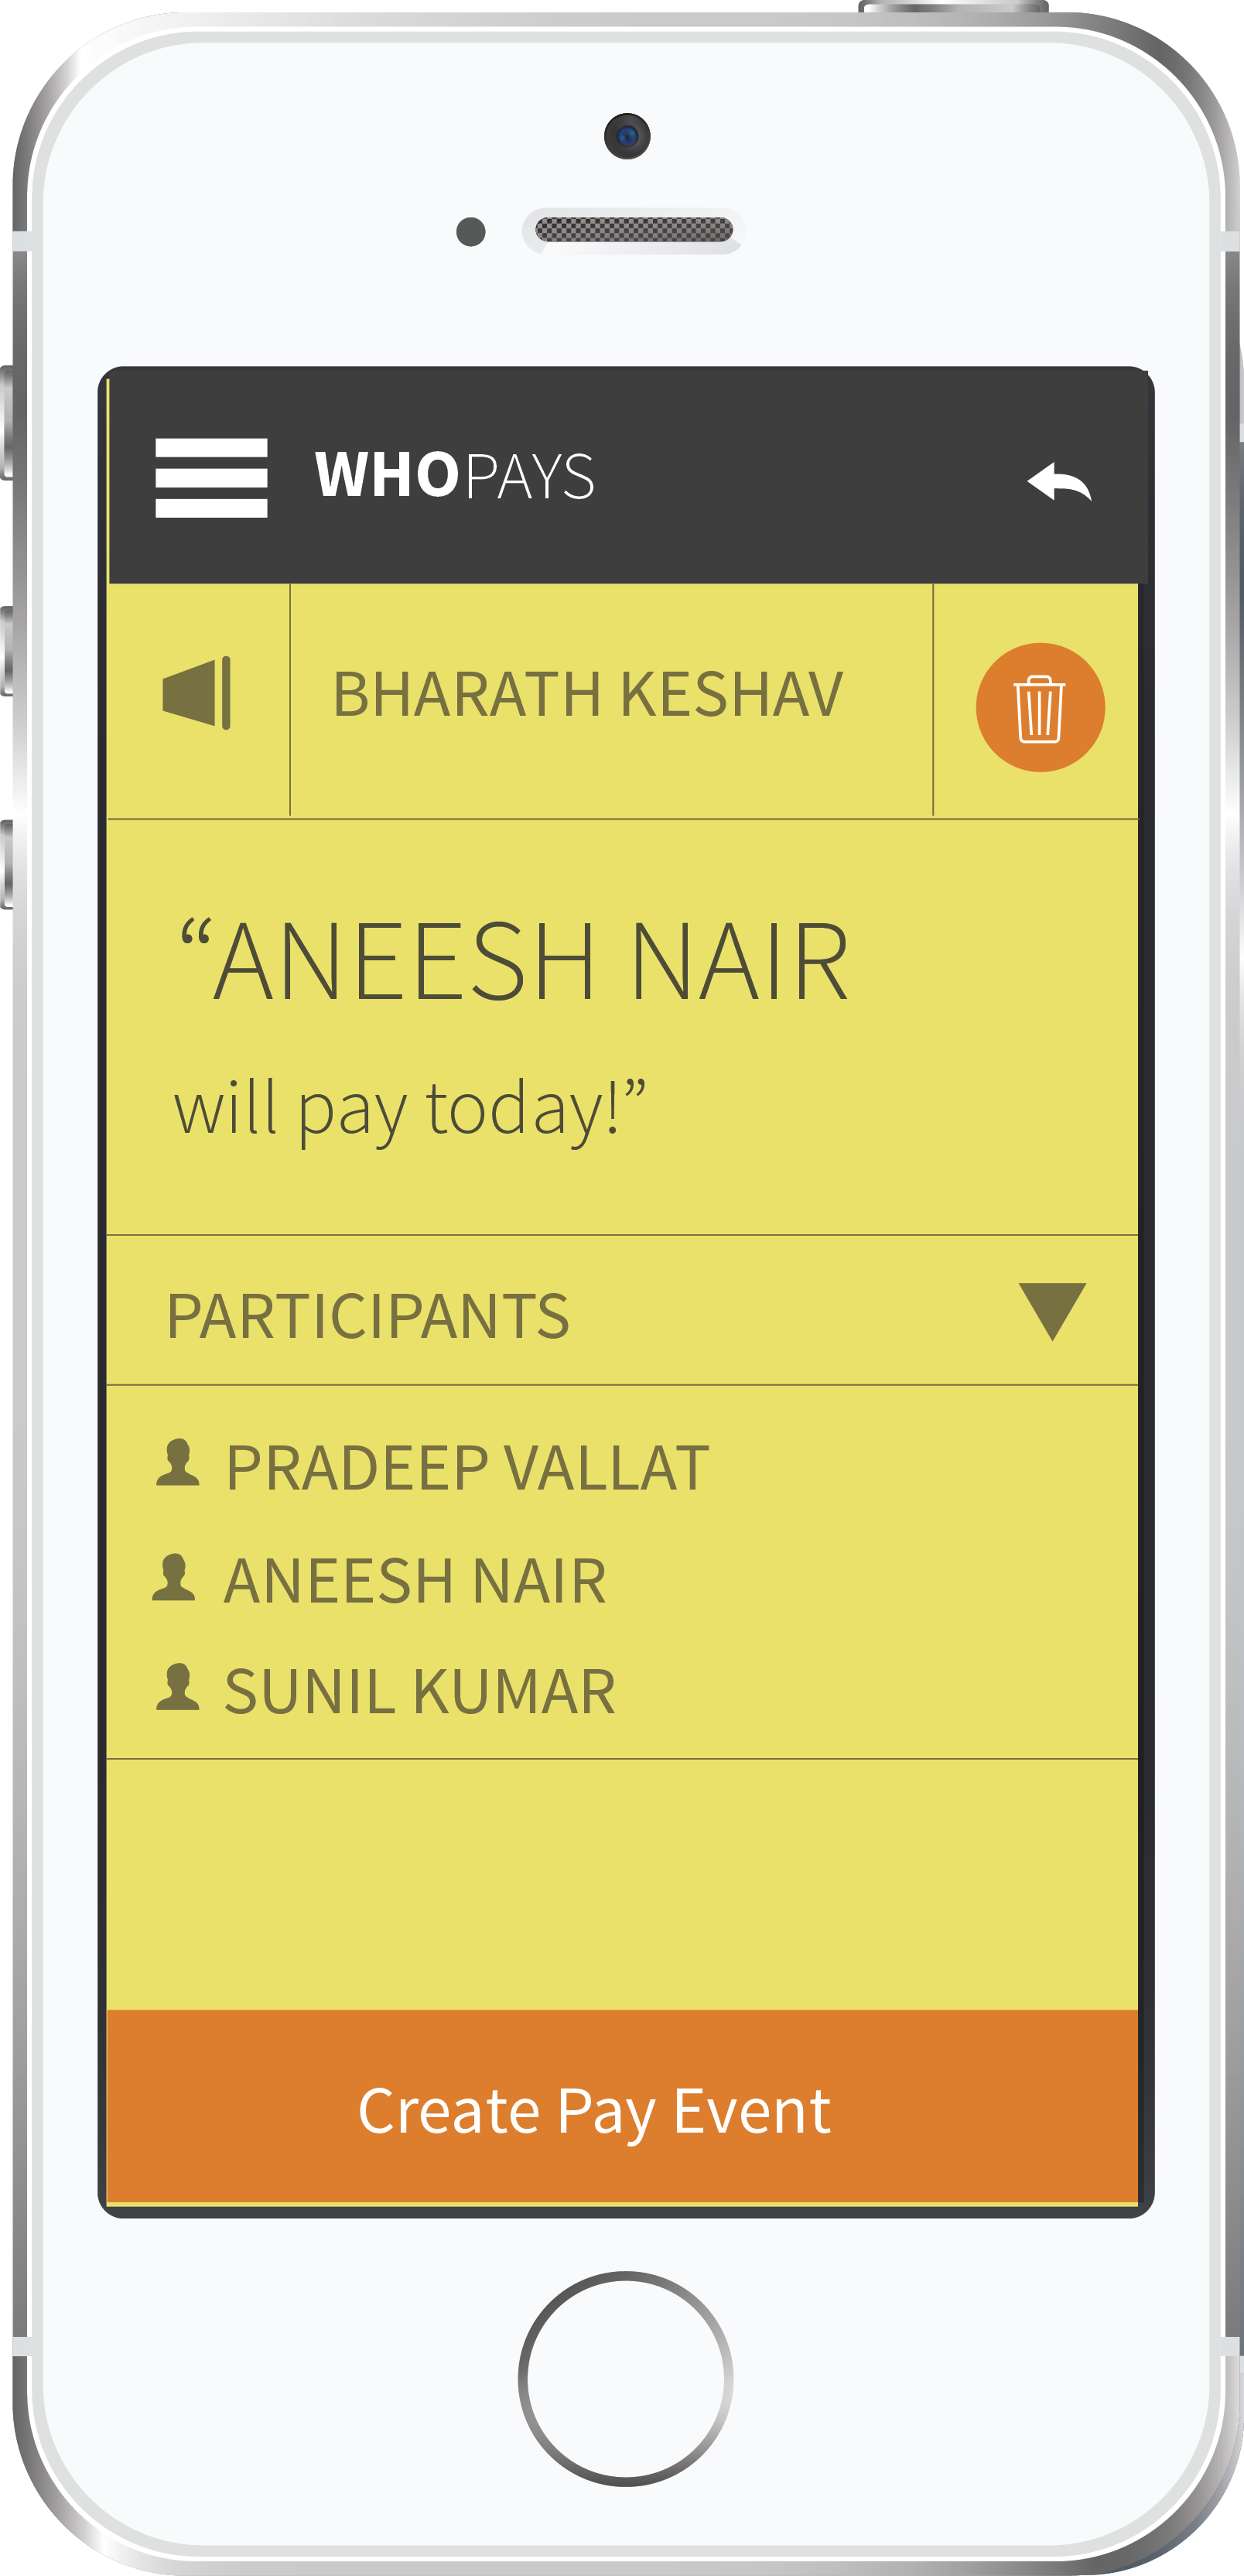 WHOPAYS
BHARATH KESHAV
“ANEESH NAIR
will pay today!”
PARTICIPANTS
PRADEEP VALLAT
ANEESH NAIR
SUNIL KUMAR
Create Pay Event